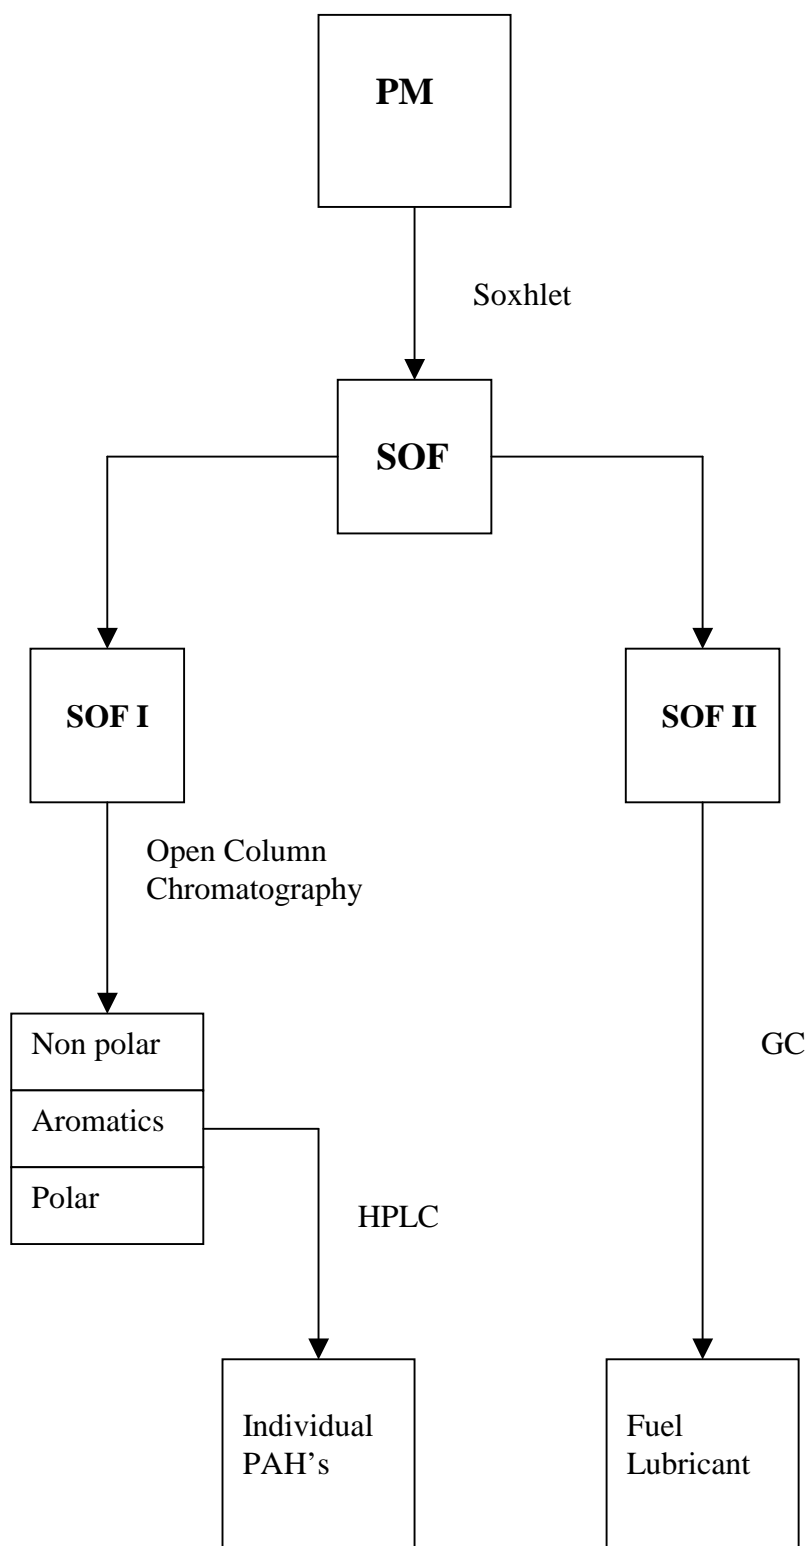 PM
Soxhlet
SOF
SOF I
SOF II
Open Column
Chromatography
Non polar
GC
Aromatics
Polar
HPLC
Individual
PAH’s
Fuel
Lubricant